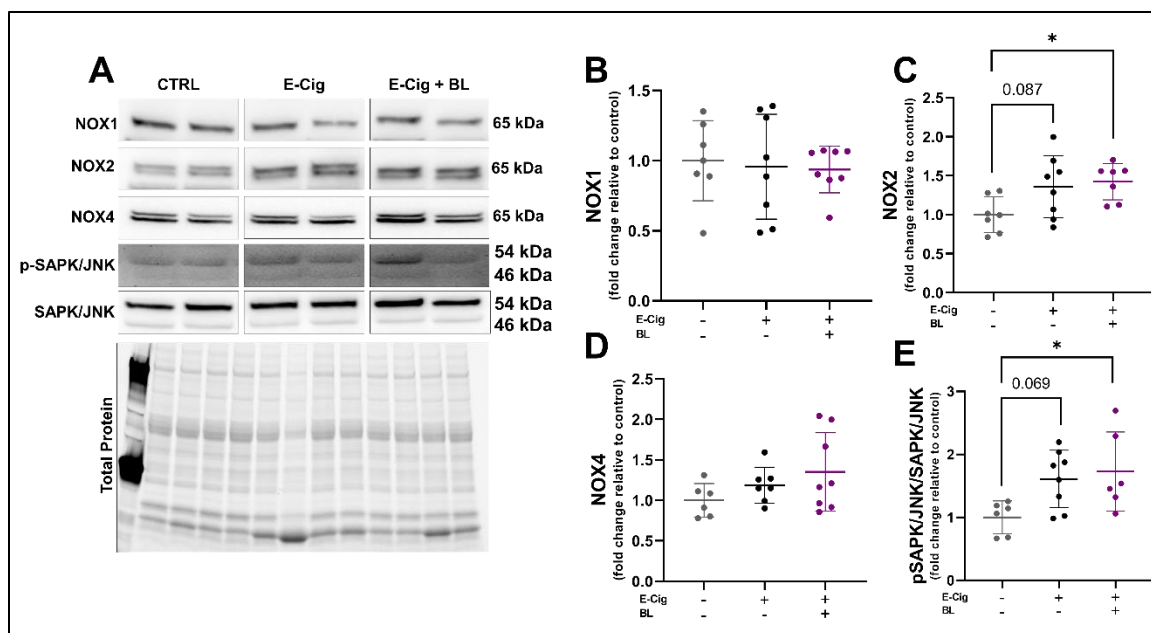 A
CTRL E-Cig E-Cig + BL
NOX1 65 kDa
NOX2 65 kDa
NOX4 65 kDa
p-SAPK/JNK 54 kDa
46 kDa
SAPK/JNK 54 kDa
46 kDa
Total Protein
B
NOX1
(fold change relative to control)
1.5
1.0
0.5
0.0
E-Cig - + +
BL - - +
C
*
0.087
NOX2
(fold change relative to control)
2.5
2.0
1.5
1.0
0.5
0.0
E-Cig - + +
BL - - +
D
NOX4
(fold change relative to control)
2.5
2.0
1.5
1.0
0.5
0.0
E-Cig - + +
BL - - +
E
*
0.069
pSAPK/JNK/SAPK/JNK
(fold change relative to control)
3
2
1
0
E-Cig - + +
BL - - +